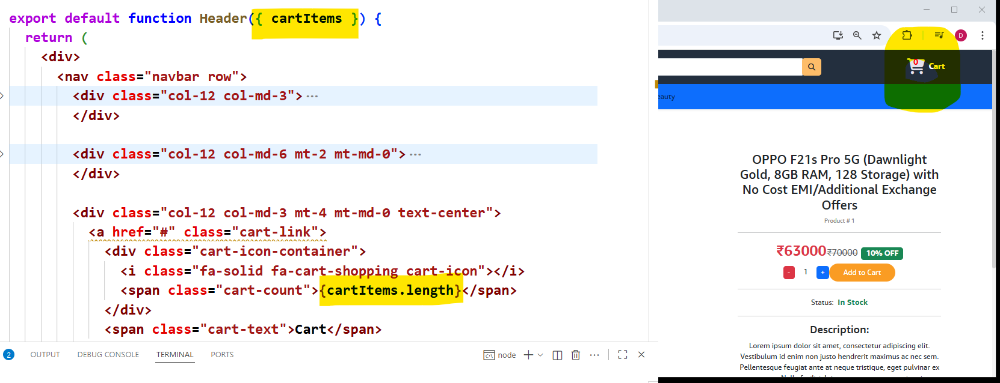 export default function Header({ cartItems }) {
return (
<div>
<nav class="navbar row">
<div class="col-12 col-md-3">···
</div>
<div class="col-12 col-md-6 mt-2 mt-md-0">···
</div>
<div class="col-12 col-md-3 mt-4 mt-md-0 text-center">
<a href="#" class="cart-link">
<div class="cart-icon-container">
<i class="fa-solid fa-cart-shopping cart-icon"></i>
<span class="cart-count">{cartItems.length}</span>
</div>
<span class="cart-text">Cart</span>
2 OUTPUT DEBUG CONSOLE TERMINAL PORTS
node
D
0 Cart
eauty
OPPO F21s Pro 5G (Dawnlight
Gold, 8GB RAM, 128 Storage) with
No Cost EMI/Additional Exchange
Offers
Product # 1
₹63000 ₹70000 10% OFF
- 1 + Add to Cart
Status: In Stock
Description:
Lorem ipsum dolor sit amet, consectetur adipiscing elit.
Vestibulum id enim non justo hendrerit maximus ac nec sem.
Pellentesque feugiat ante at neque tristique, eget pulvinar ex